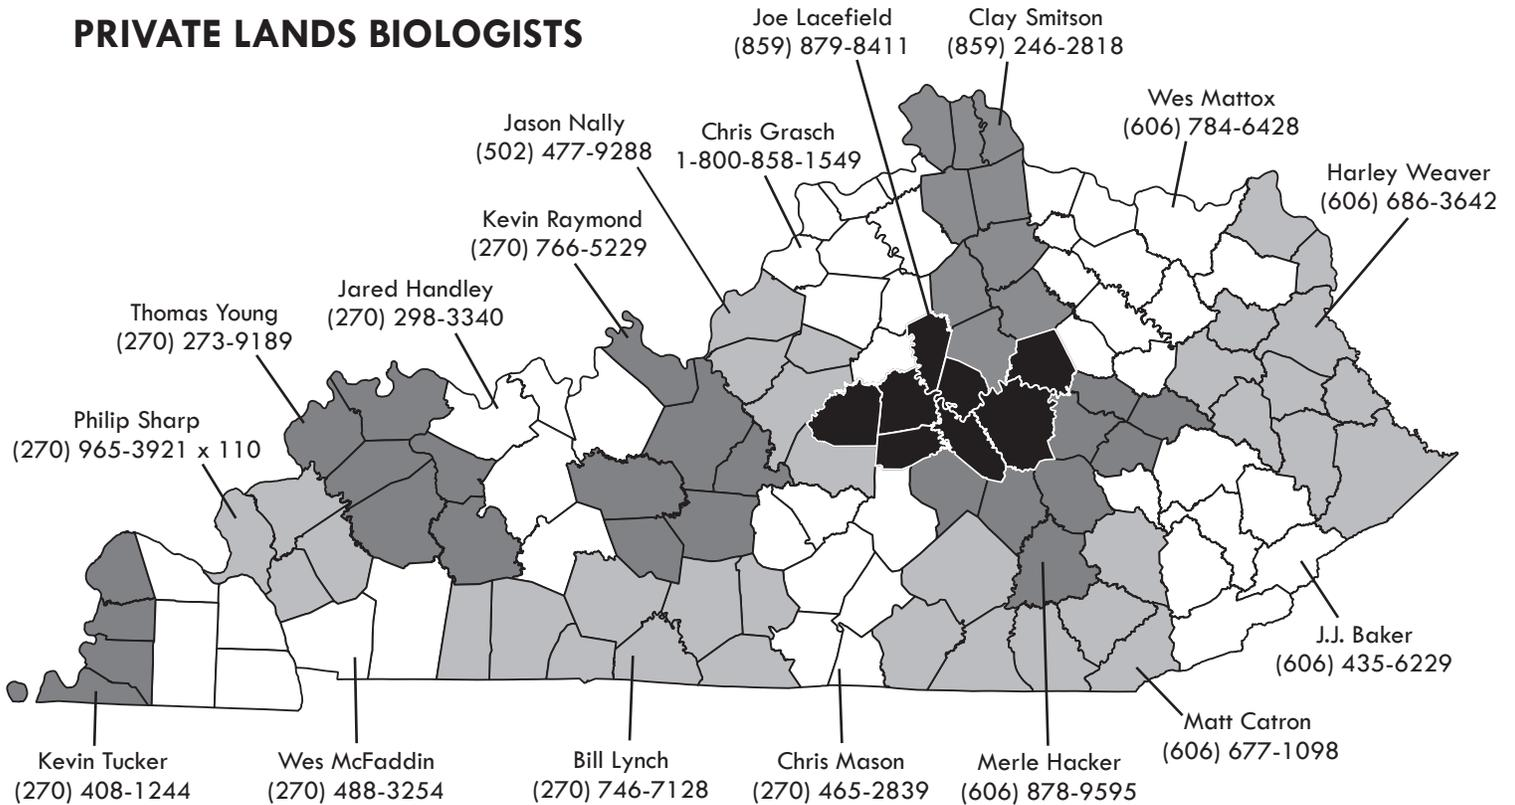 PRIVATE LANDS BIOLOGISTS
Joe Lacefield
(859) 879-8411
Clay Smitson
(859) 246-2818
Wes Mattox
(606) 784-6428
Jason Nally
(502) 477-9288
Chris Grasch
1-800-858-1549
Harley Weaver
(606) 686-3642
Kevin Raymond
(270) 766-5229
Jared Handley
(270) 298-3340
Thomas Young
(270) 273-9189
Philip Sharp
(270) 965-3921 x 110
J.J. Baker
(606) 435-6229
Matt Catron
(606) 677-1098
Kevin Tucker
(270) 408-1244
Wes McFaddin
(270) 488-3254
Bill Lynch
(270) 746-7128
Chris Mason
(270) 465-2839
Merle Hacker
(606) 878-9595